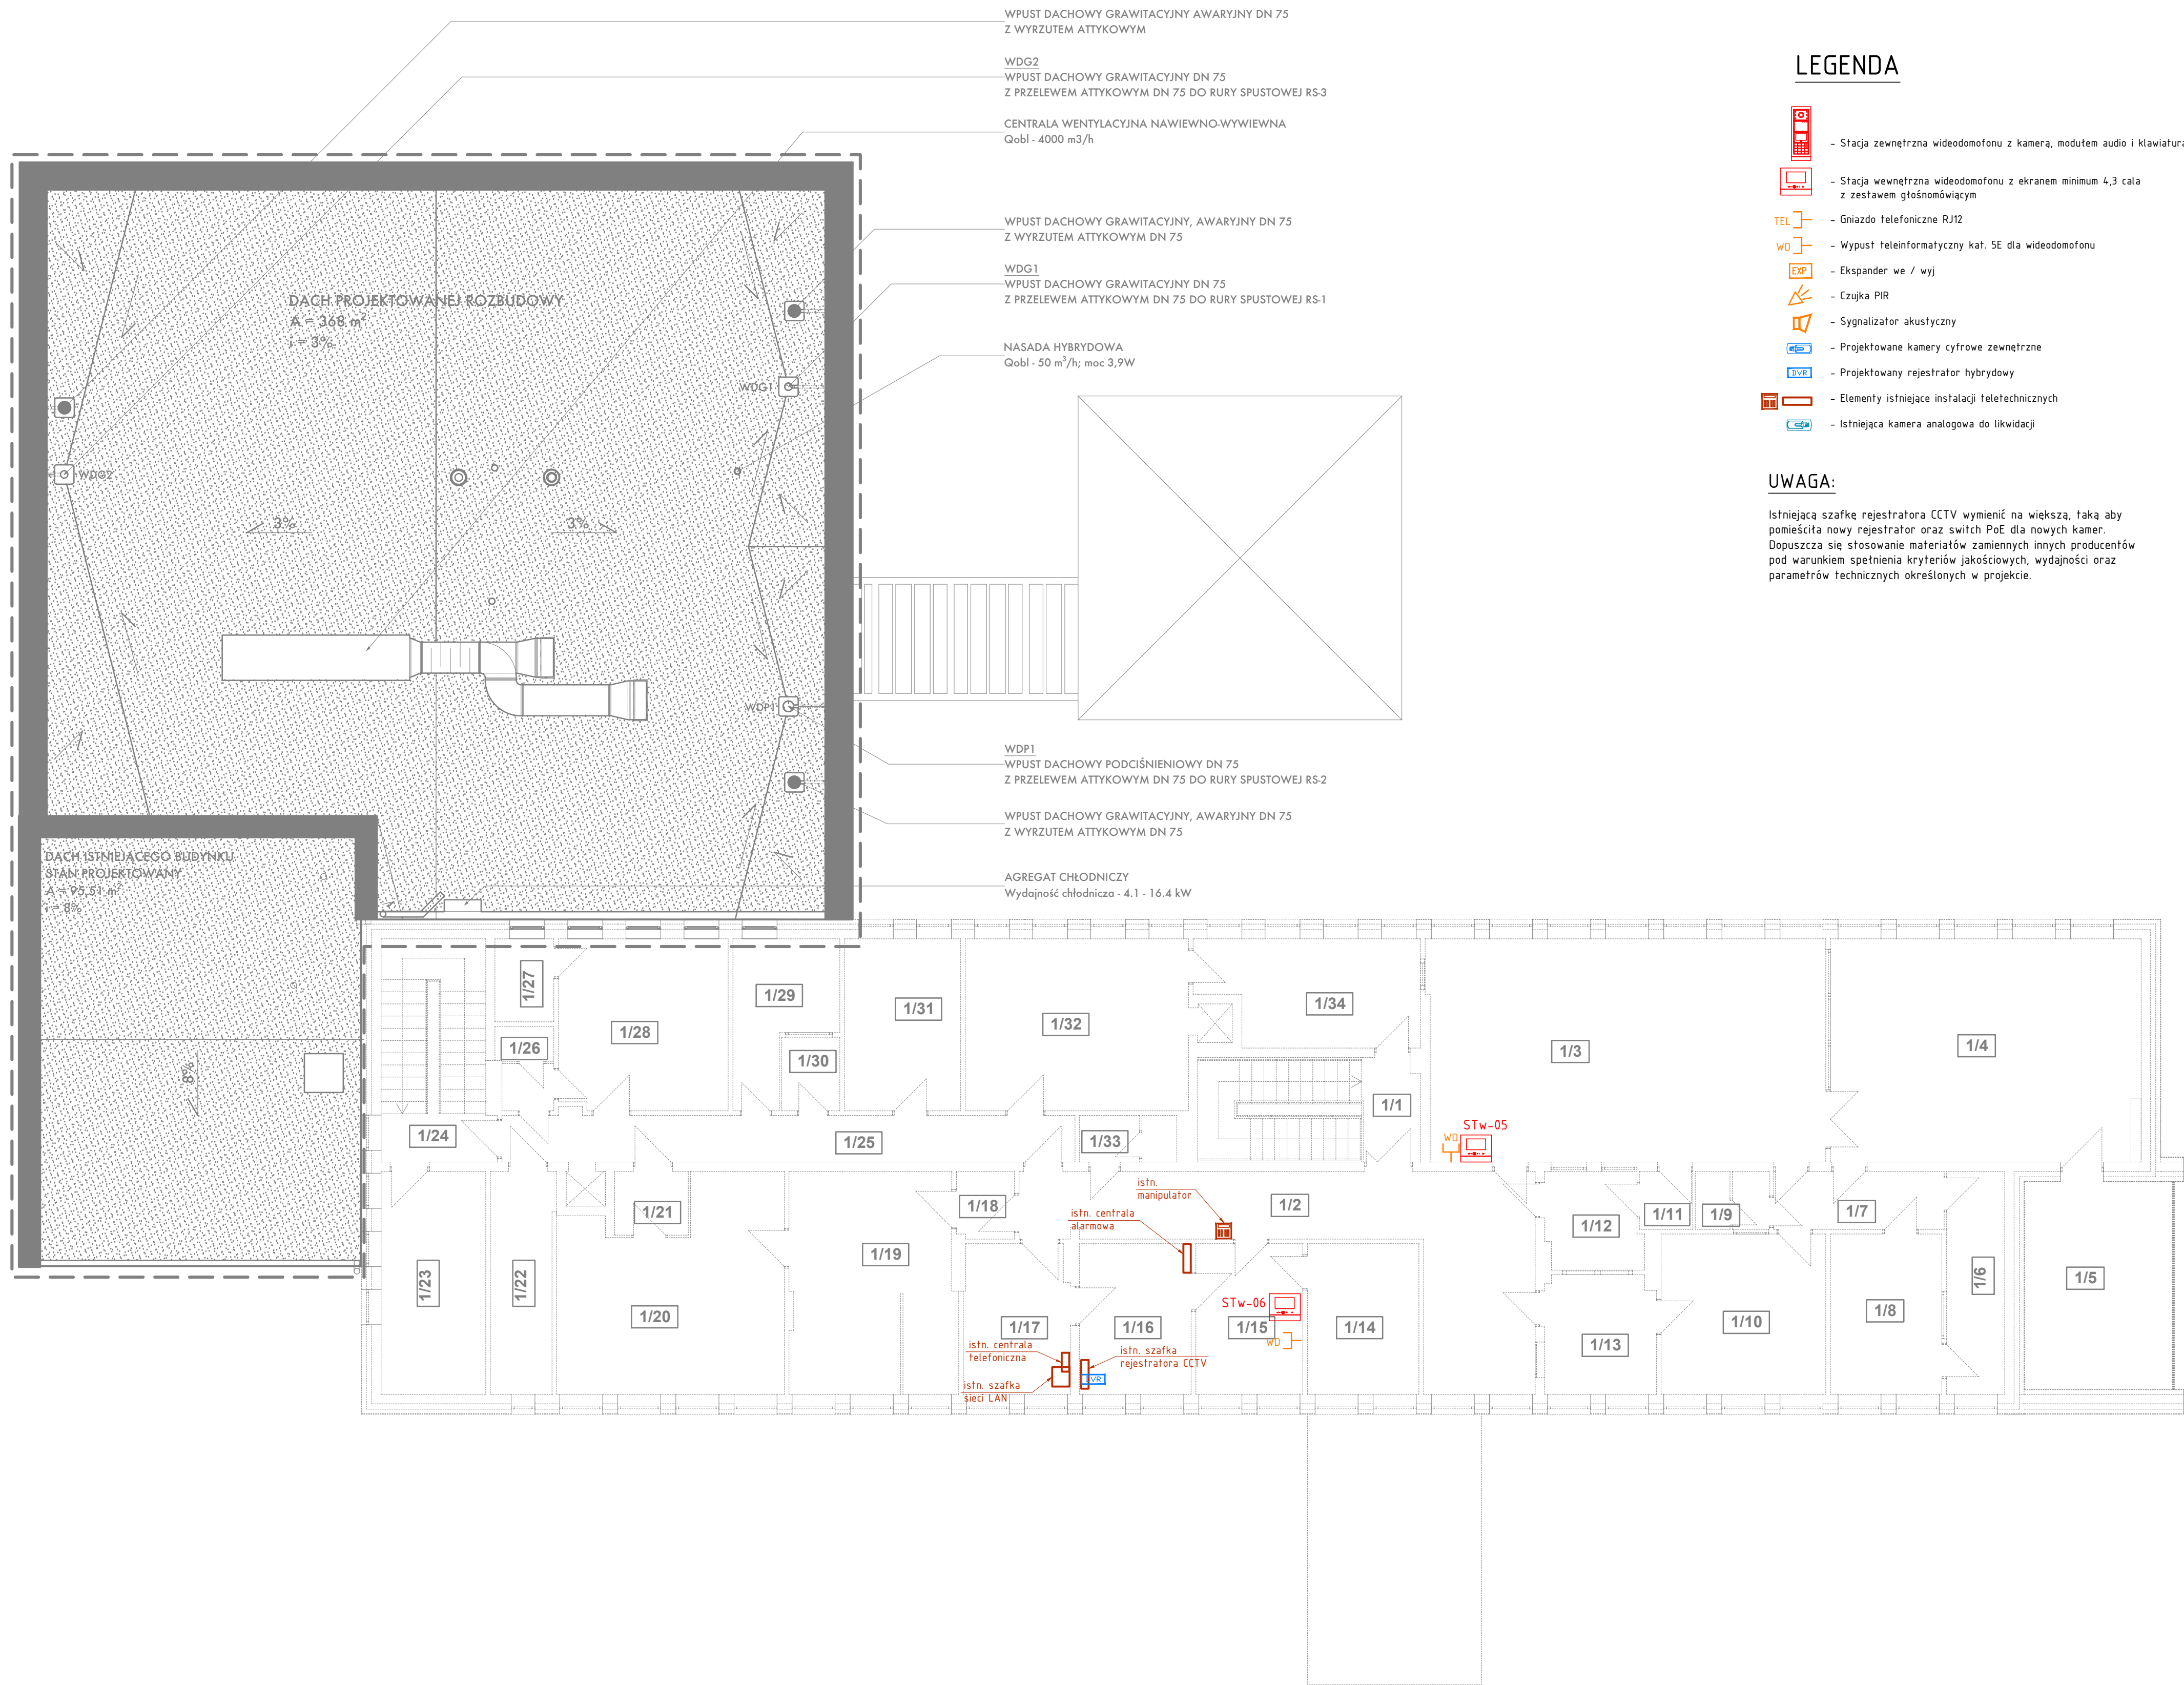 WPUST DACHOWY GRAWITACYJNY AWARYJNY DN 75
Z WYRZUTEM ATTYKOWYM
WDG2
WPUST DACHOWY GRAWITACYJNY DN 75
Z PRZELEWEM ATTYKOWYM DN 75 DO RURY SPUSTOWEJ RS-3
CENTRALA WENTYLACYJNA NAWIEWNO-WYWIEWNA
Qobl - 4000 m3/h
WPUST DACHOWY GRAWITACYJNY, AWARYJNY DN 75
Z WYRZUTEM ATTYKOWYM DN 75
WDG1
WPUST DACHOWY GRAWITACYJNY DN 75
Z PRZELEWEM ATTYKOWYM DN 75 DO RURY SPUSTOWEJ RS-1
NASADA HYBRYDOWA
Qobl - 50 m³/h; moc 3,9W
WDP1
WPUST DACHOWY PODCIŚNIENIOWY DN 75
Z PRZELEWEM ATTYKOWYM DN 75 DO RURY SPUSTOWEJ RS-2
WPUST DACHOWY GRAWITACYJNY, AWARYJNY DN 75
Z WYRZUTEM ATTYKOWYM DN 75
AGREGAT CHŁODNICZY
Wydajność chłodnicza - 4.1 - 16.4 kW
LEGENDA
- Stacja zewnętrzna wideodomofonu z kamerą, modułem audio i klawiaturą
- Stacja wewnętrzna wideodomofonu z ekranem minimum 4,3 cala
z zestawem głośnomówiącym
TEL - Gniazdo telefoniczne RJ12
WD - Wypust teleinformatyczny kat. 5E dla wideodomofonu
EXP - Ekspander we / wyj
- Czujka PIR
- Sygnalizator akustyczny
- Projektowane kamery cyfrowe zewnętrzne
DVR - Projektowany rejestrator hybrydowy
- Elementy istniejące instalacji teletechnicznych
- Istniejąca kamera analogowa do likwidacji
UWAGA:
Istniejącą szafkę rejestratora CCTV wymienić na większą, taką aby
pomieściła nowy rejestrator oraz switch PoE dla nowych kamer.
Dopuszcza się stosowanie materiałów zamiennych innych producentów
pod warunkiem spełnienia kryteriów jakościowych, wydajności oraz
parametrów technicznych określonych w projekcie.
DACH PROJEKTOWANEJ ROZBUDOWY
A = 368 m²
i = 3%
WDG1
WDG2
3%
3%
WDP1
DACH ISTNIEJĄCEGO BUDYNKU
STAN PROJEKTOWANY
A = 95,51 m²
i = 8%
8%
1/27
1/28
1/26
1/29
1/30
1/31
1/32
1/34
1/3
1/4
1/1
1/24
1/25
1/33
STw-05
WD
istn.
manipulator
istn. centrala
alarmowa
1/2
1/21
1/18
1/12
1/11
1/9
1/7
1/23
1/22
1/19
1/6
1/5
1/20
STw-06
1/17
1/16
1/15
1/14
WD
1/13
1/10
1/8
istn. centrala
telefoniczna
istn. szafka
rejestratora CCTV
DVR
istn. szafka
sieci LAN